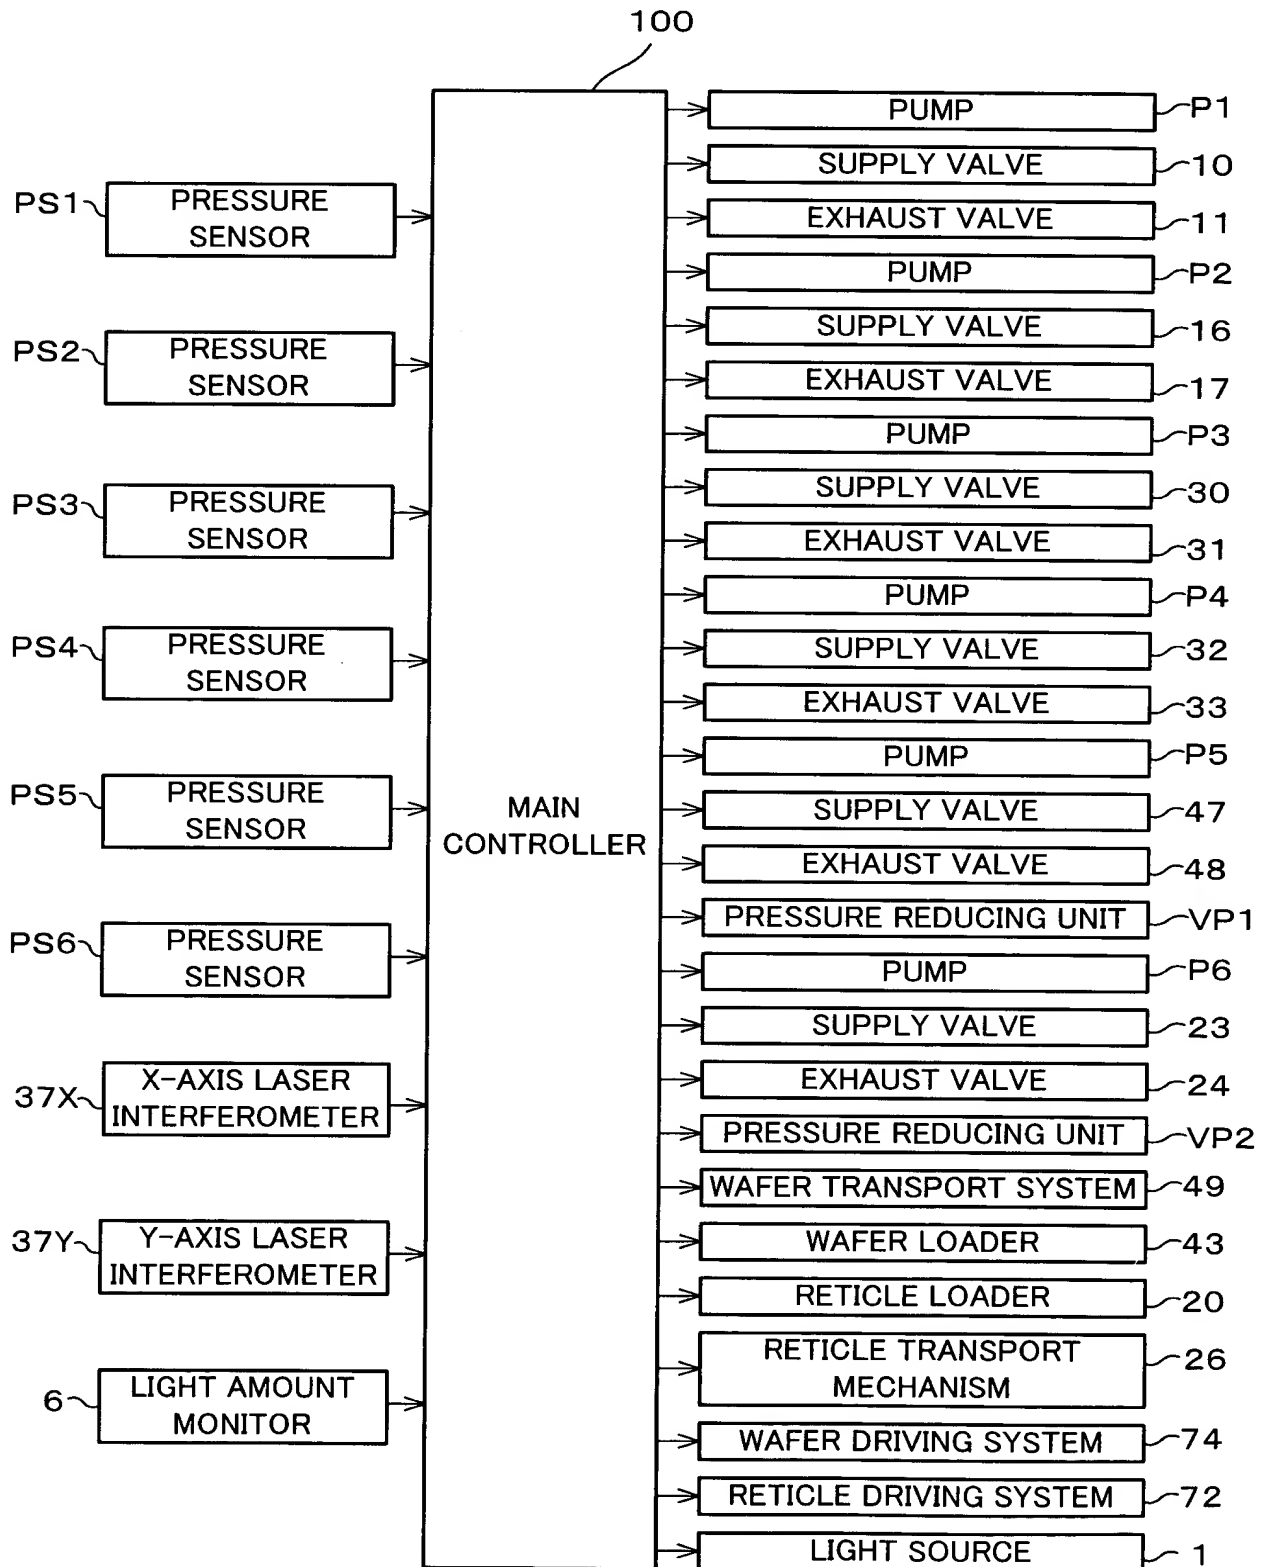 100
PS1
PRESSURE
SENSOR
PS2
PRESSURE
SENSOR
PS3
PRESSURE
SENSOR
PS4
PRESSURE
SENSOR
PS5
PRESSURE
SENSOR
PS6
PRESSURE
SENSOR
37X
X-AXIS LASER
INTERFEROMETER
37Y
Y-AXIS LASER
INTERFEROMETER
6
LIGHT AMOUNT
MONITOR
MAIN
CONTROLLER
PUMP P1
SUPPLY VALVE 10
EXHAUST VALVE 11
PUMP P2
SUPPLY VALVE 16
EXHAUST VALVE 17
PUMP P3
SUPPLY VALVE 30
EXHAUST VALVE 31
PUMP P4
SUPPLY VALVE 32
EXHAUST VALVE 33
PUMP P5
SUPPLY VALVE 47
EXHAUST VALVE 48
PRESSURE REDUCING UNIT VP1
PUMP P6
SUPPLY VALVE 23
EXHAUST VALVE 24
PRESSURE REDUCING UNIT VP2
WAFER TRANSPORT SYSTEM 49
WAFER LOADER 43
RETICLE LOADER 20
RETICLE TRANSPORT
MECHANISM
26
WAFER DRIVING SYSTEM 74
RETICLE DRIVING SYSTEM 72
LIGHT SOURCE 1